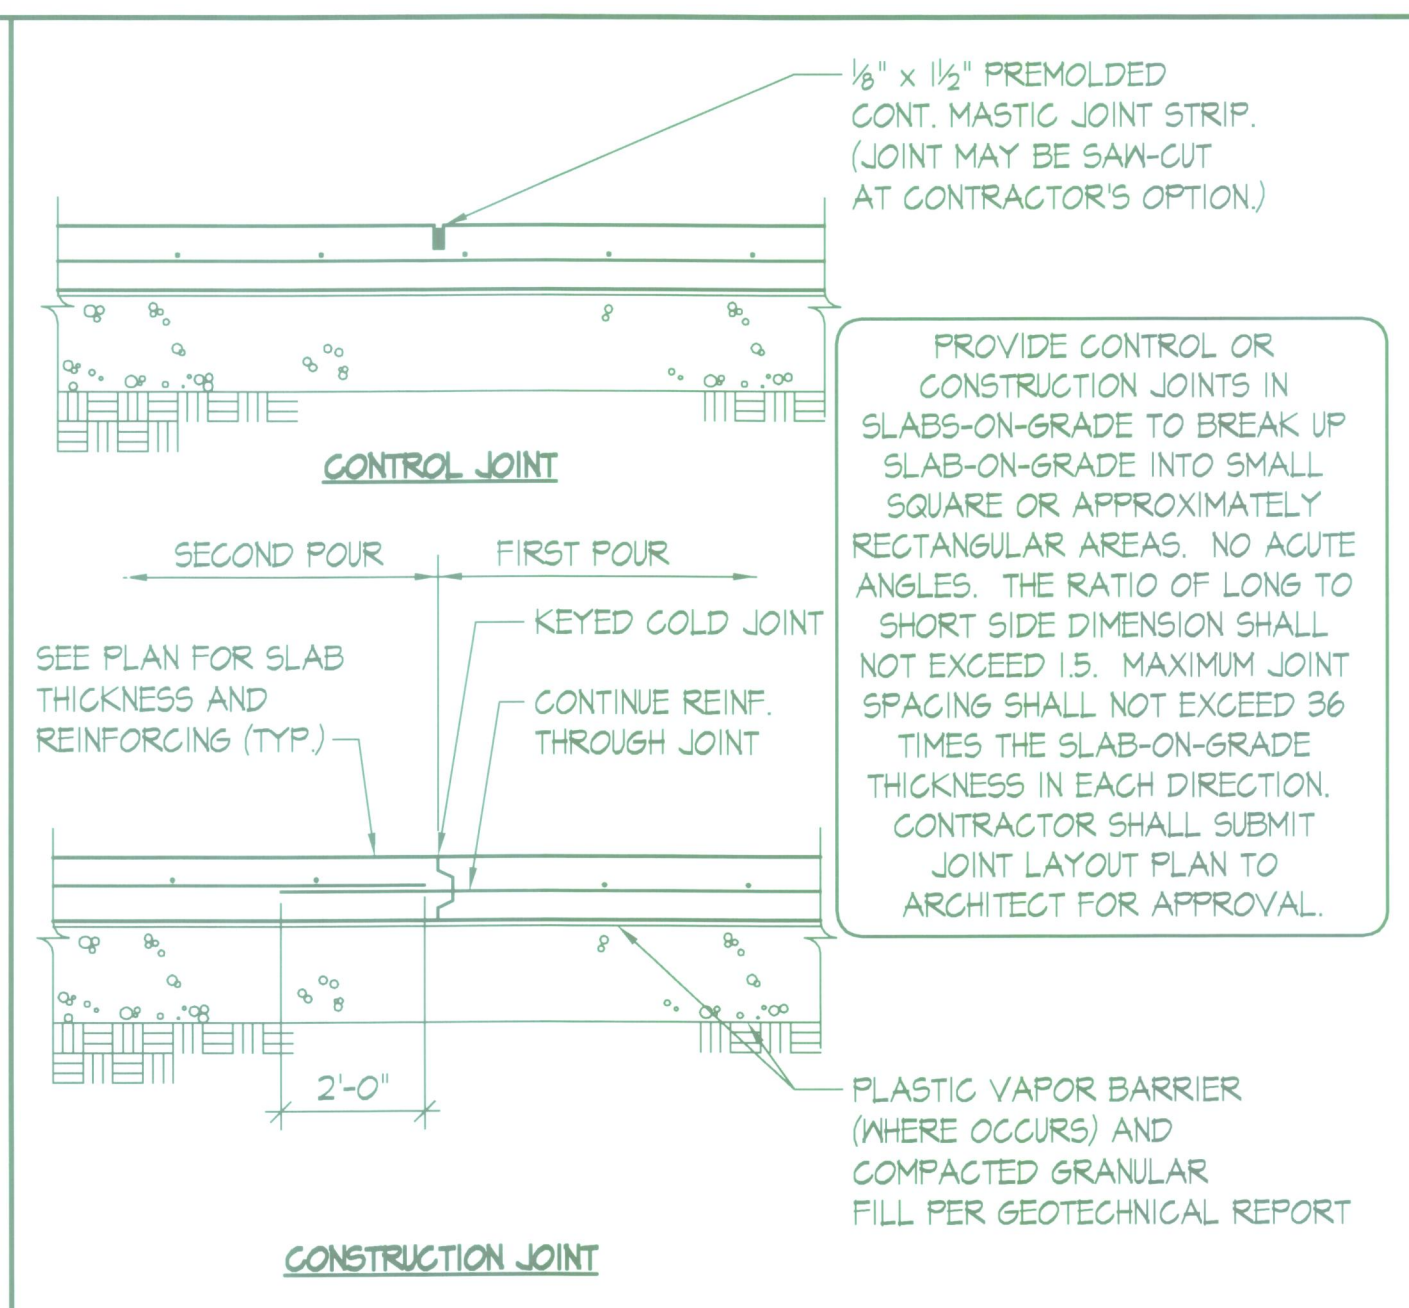 ⅛" x 1½" PREMOLDED
CONT. MASTIC JOINT STRIP.
(JOINT MAY BE SAW-CUT
AT CONTRACTOR'S OPTION.)
CONTROL JOINT
PROVIDE CONTROL OR
CONSTRUCTION JOINTS IN
SLABS-ON-GRADE TO BREAK UP
SLAB-ON-GRADE INTO SMALL
SQUARE OR APPROXIMATELY
RECTANGULAR AREAS. NO ACUTE
ANGLES. THE RATIO OF LONG TO
SHORT SIDE DIMENSION SHALL
NOT EXCEED 1.5. MAXIMUM JOINT
SPACING SHALL NOT EXCEED 36
TIMES THE SLAB-ON-GRADE
THICKNESS IN EACH DIRECTION.
CONTRACTOR SHALL SUBMIT
JOINT LAYOUT PLAN TO
ARCHITECT FOR APPROVAL.
SECOND POUR
FIRST POUR
KEYED COLD JOINT
SEE PLAN FOR SLAB
THICKNESS AND
REINFORCING (TYP.)
CONTINUE REINF.
THROUGH JOINT
2'-0"
PLASTIC VAPOR BARRIER
(WHERE OCCURS) AND
COMPACTED GRANULAR
FILL PER GEOTECHNICAL REPORT
CONSTRUCTION JOINT